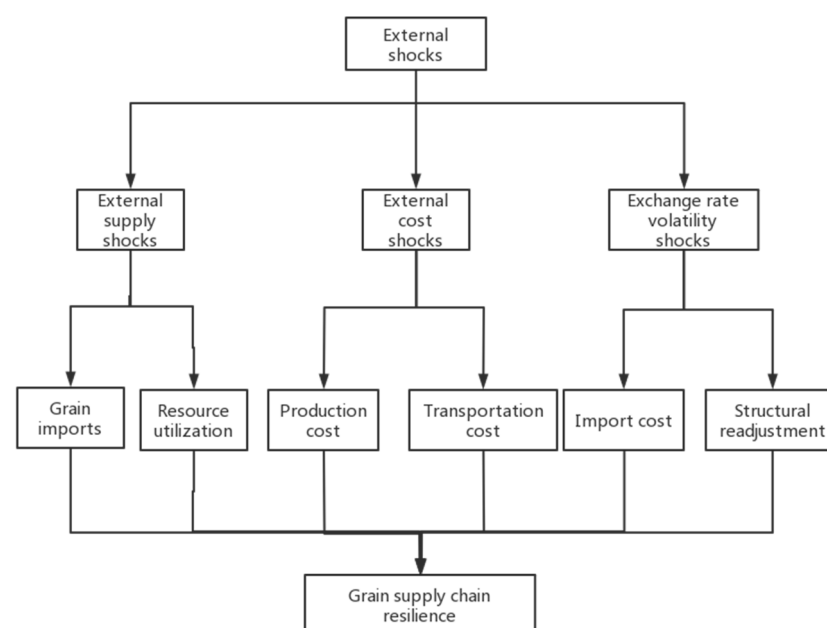 External
shocks
External
supply
shocks
External
cost
shocks
Exchange rate
volatility
shocks
Grain
imports
Resource
utilization
Production
cost
Transportation
cost
Import cost
Structural
readjustment
Grain supply chain
resilience